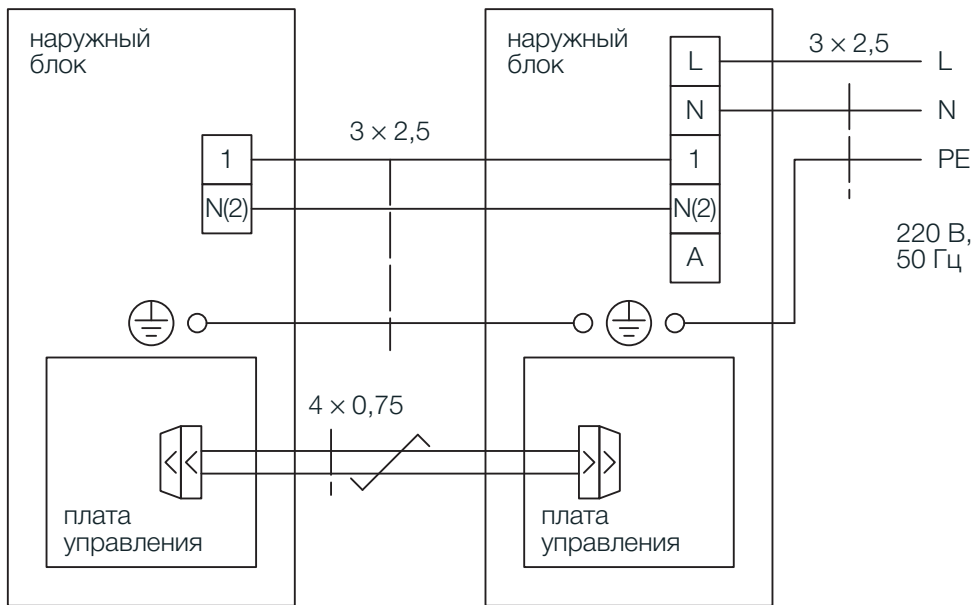 наружный
блок
наружный
блок
3 × 2,5
L
L
N
N
3 × 2,5
1
1
PE
N(2)
N(2)
A
220 В,
50 Гц
4 × 0,75
плата
управления
плата
управления